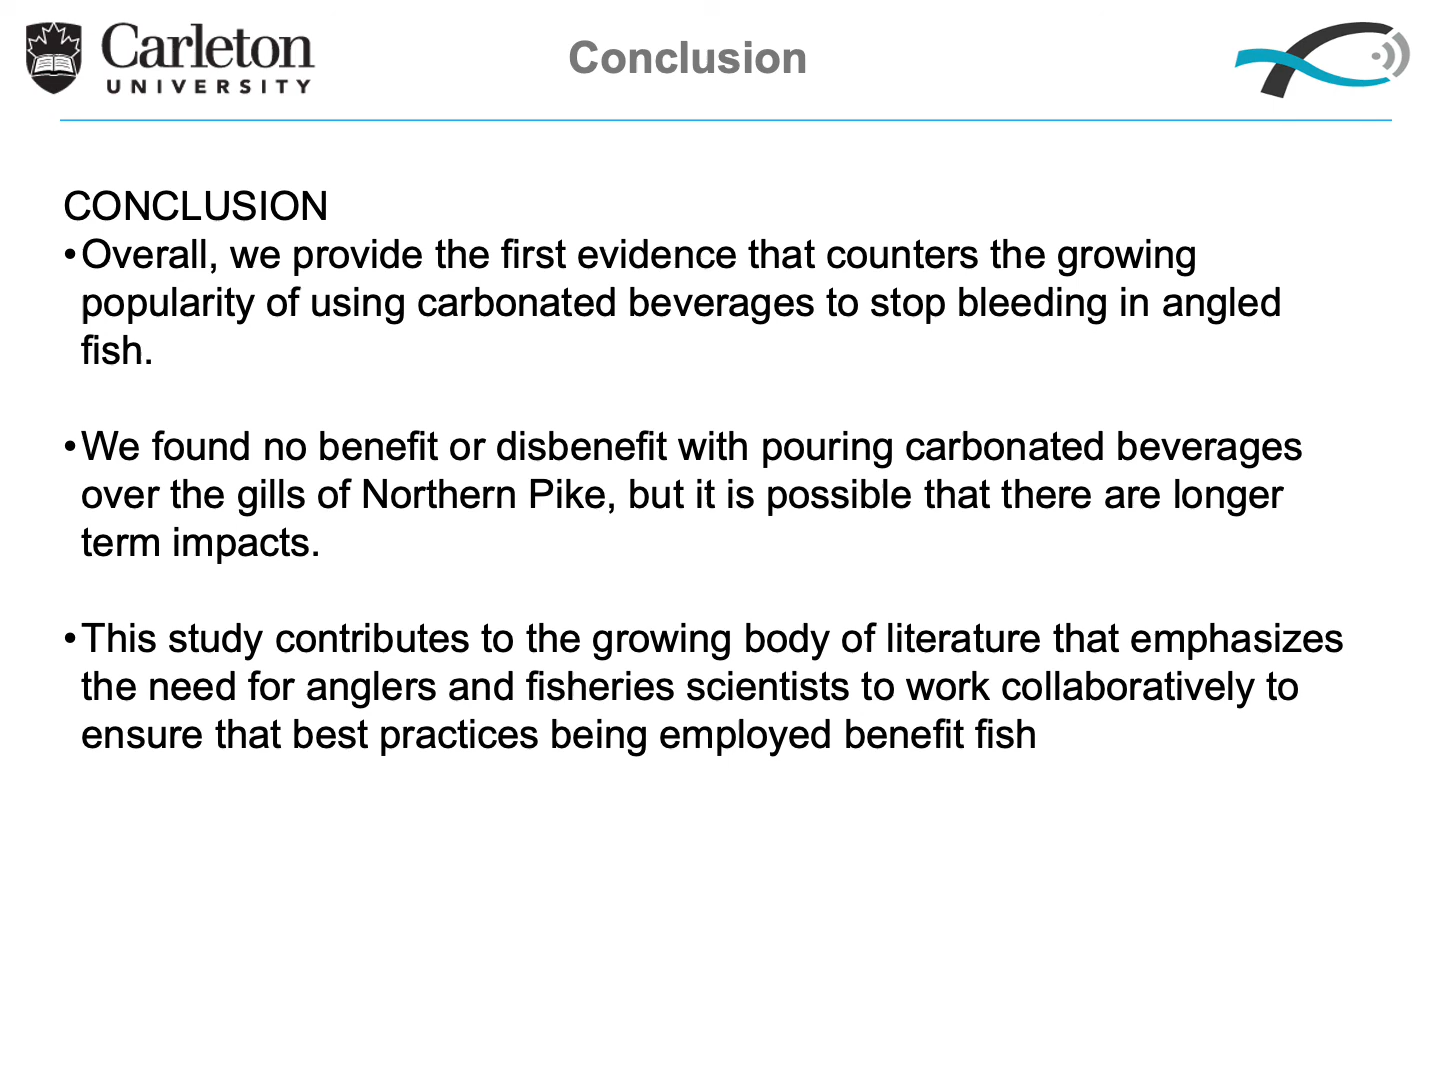 Carleton
UNIVERSITY
Conclusion
CONCLUSION
•Overall, we provide the first evidence that counters the growing
popularity of using carbonated beverages to stop bleeding in angled
fish.
•We found no benefit or disbenefit with pouring carbonated beverages
over the gills of Northern Pike, but it is possible that there are longer
term impacts.
•This study contributes to the growing body of literature that emphasizes
the need for anglers and fisheries scientists to work collaboratively to
ensure that best practices being employed benefit fish